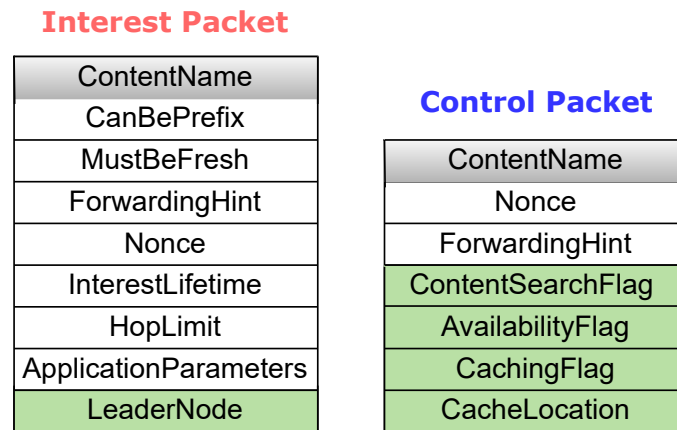 Interest Packet
ContentName
CanBePrefix
MustBeFresh
ForwardingHint
Nonce
InterestLifetime
HopLimit
ApplicationParameters
LeaderNode
Control Packet
ContentName
Nonce
ForwardingHint
ContentSearchFlag
AvailabilityFlag
CachingFlag
CacheLocation